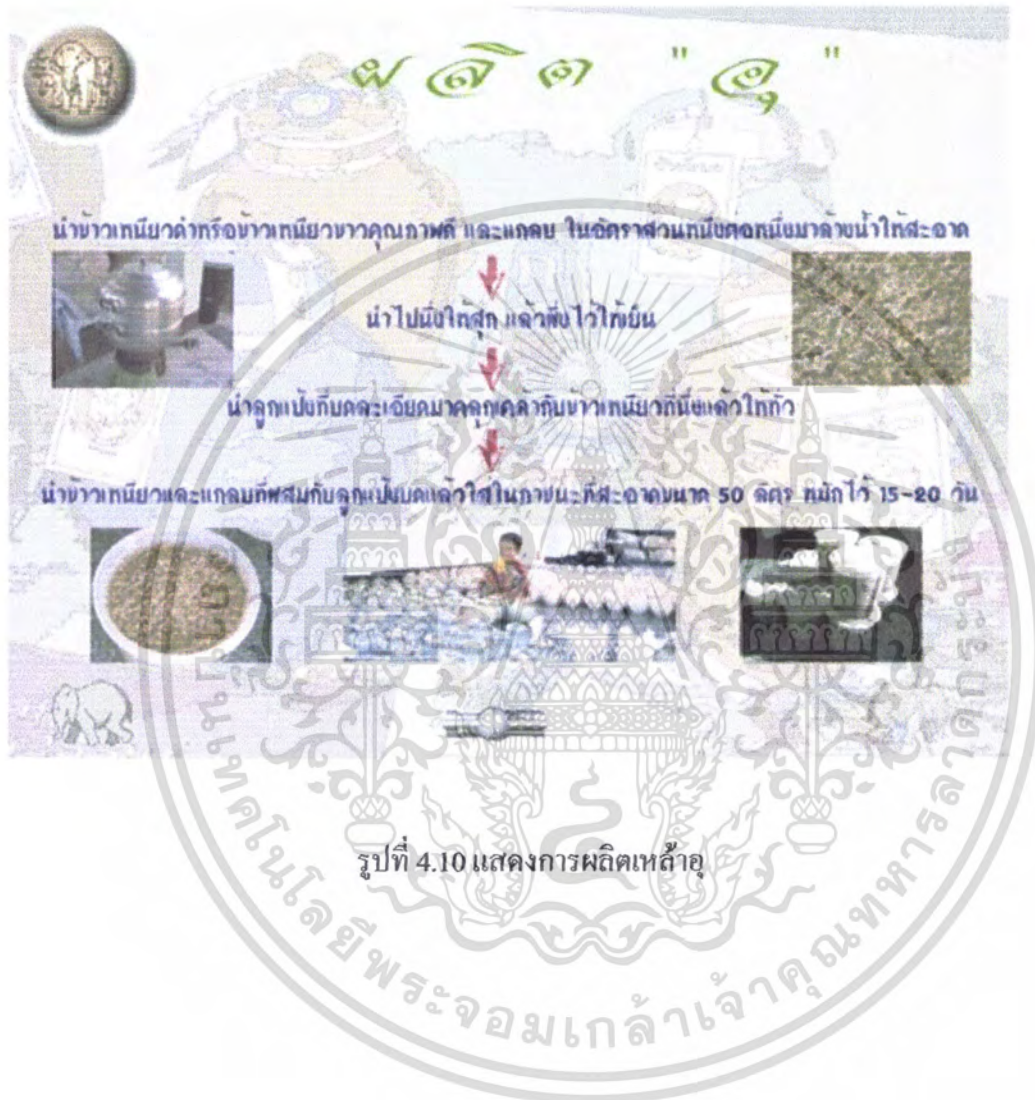 ผลิต "อุ"
นำข้าวเหนียวดำหรือข้าวเหนียวขาวคุณภาพดี และแกลบ ในอัตราส่วนหนึ่งต่อหนึ่งมาล้างน้ำให้สะอาด
นำไปนึ่งให้สุก แล้วพึ่งไว้ให้เย็น
นำลูกแป้งที่บดละเอียดมาคลุกเคล้ากับข้าวเหนียวที่นึ่งแล้วให้ทั่ว
นำข้าวเหนียวและแกลบที่ผสมกับลูกแป้งบดแล้วใส่ในภาชนะที่สะอาดขนาด 50 ลิตร หมักไว้ 15-20 วัน
รูปที่ 4.10 แสดงการผลิตเหล้าอุ
สถาบันเทคโนโลยีพระจอมเกล้าเจ้าคุณทหารลาดกระบัง